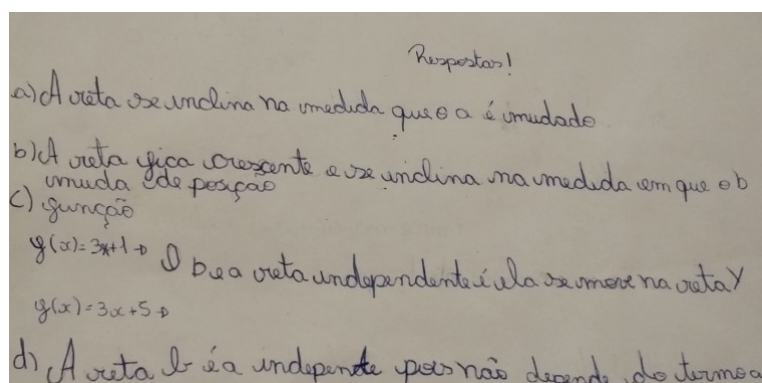 Respostas!
a) A reta se inclina na medida que o a é mudado
b) A reta fica crescente e se inclina na medida em que o b
muda de posição
c) função
f(x)=3x+1→ O b e a reta independente é ela se move na reta Y
f(x)=3x+5→
d) A reta b é a indepente pois não depende do termo a